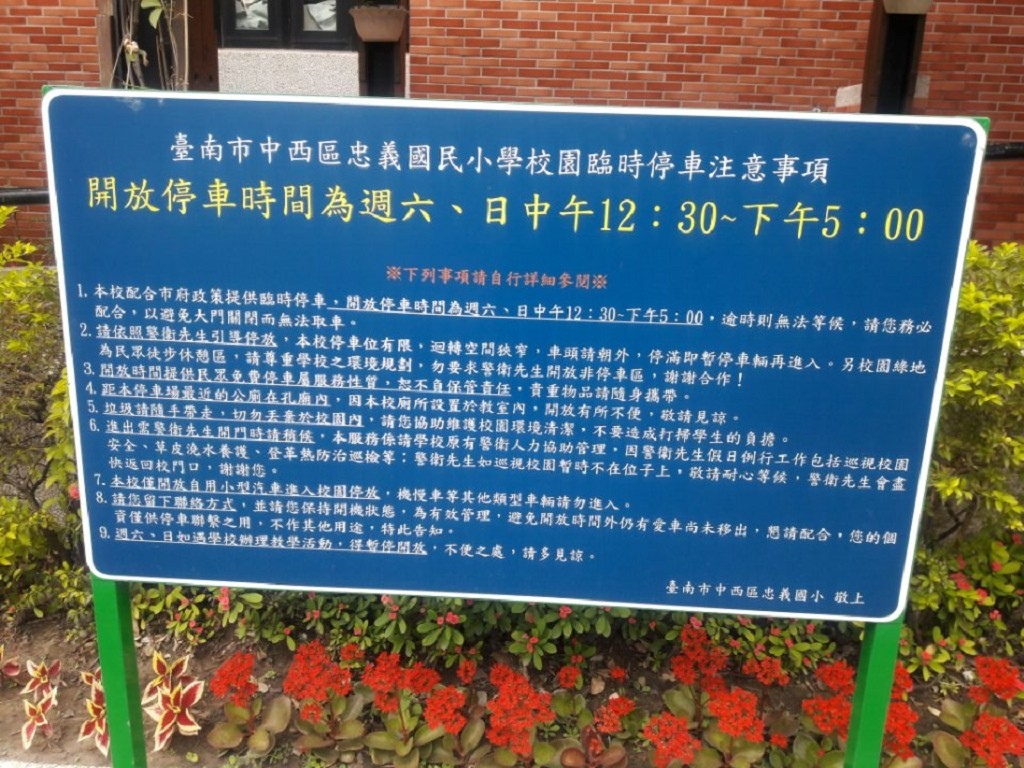 臺南市中西區忠義國民小學校園臨時停車注意事項
開放停車時間為週六、日中午12：30~下午5：00
※下列事項請自行詳細參閱※
1. 本校配合市府政策提供臨時停車，開放停車時間為週六、日中午12：30~下午5：00，逾時則無法等候，請您務必
配合，以避免大門關閉而無法取車。
2. 請依照警衛先生引導停放，本校停車位有限，迴轉空間狹窄，車頭請朝外，停滿即暫停車輛再進入。另校園綠地
為民眾徒步休憩區，請尊重學校之環境規劃，勿要求警衛先生開放非停車區，謝謝合作！
3. 開放時間提供民眾免費停車屬服務性質，恕不負保管責任，貴重物品請隨身攜帶。
4. 距本停車場最近的公廁在孔廟內，因本校廁所設置於教室內，開放有所不便，敬請見諒。
5. 垃圾請隨手帶走，切勿丟棄於校園內，請您協助維護校園環境清潔，不要造成打掃學生的負擔。
6. 進出需警衛先生開門時請稍候，本服務係請學校原有警衛人力協助管理，因警衛先生假日例行工作包括巡視校園
安全、草皮澆水養護、登革熱防治巡檢等；警衛先生如巡視校園暫時不在位子上，敬請耐心等候，警衛先生會盡
快返回校門口，謝謝您。
7. 本校僅開放自用小型汽車進入校園停放，機慢車等其他類型車輛請勿進入。
8. 請您留下聯絡方式，並請您保持開機狀態，為有效管理，避免開放時間外仍有愛車尚未移出，懇請配合，您的個
資僅供停車聯繫之用，不作其他用途，特此告知。
9. 週六、日如遇學校辦理教學活動，得暫停開放，不便之處，請多見諒。
臺南市中西區忠義國小 敬上